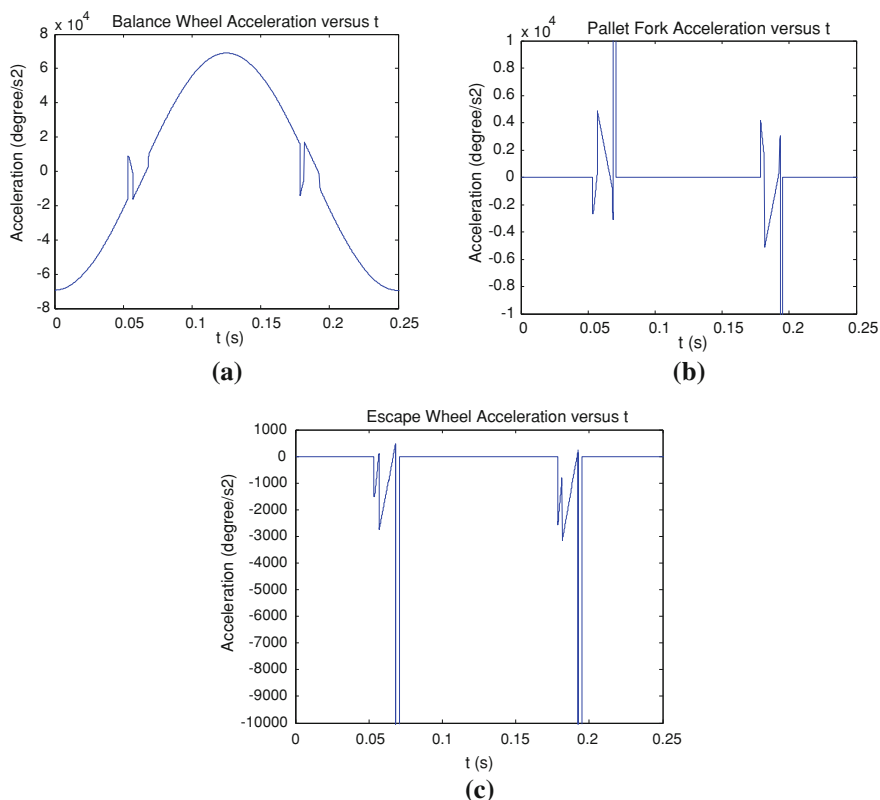 Balance Wheel Acceleration versus t
x 10^4
8
6
4
2
0
-2
-4
-6
-8
Acceleration (degree/s2)
0 0.05 0.1 0.15 0.2 0.25
t (s)
(a)
Pallet Fork Acceleration versus t
x 10^4
1
0.8
0.6
0.4
0.2
0
-0.2
-0.4
-0.6
-0.8
-1
Acceleration (degree/s2)
0 0.05 0.1 0.15 0.2 0.25
t (s)
(b)
Escape Wheel Acceleration versus t
1000
0
-1000
-2000
-3000
-4000
-5000
-6000
-7000
-8000
-9000
-10000
Acceleration (degree/s2)
0 0.05 0.1 0.15 0.2 0.25
t (s)
(c)